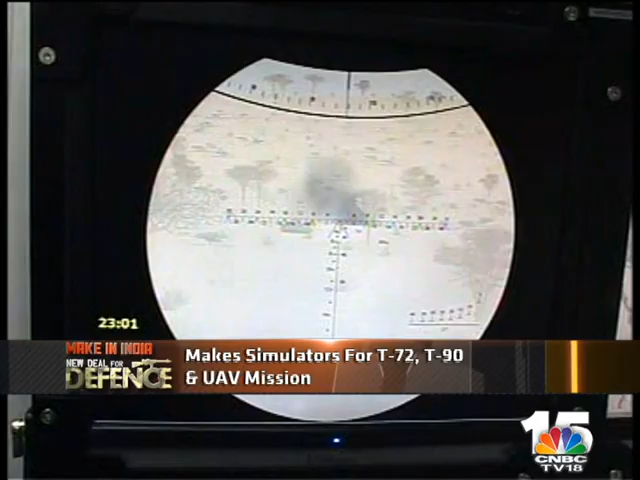 23:01
MAKE IN INDIA
NEW DEAL FOR
DEFENCE
Makes Simulators For T-72, T-90
& UAV Mission
15
CNBC
TV18